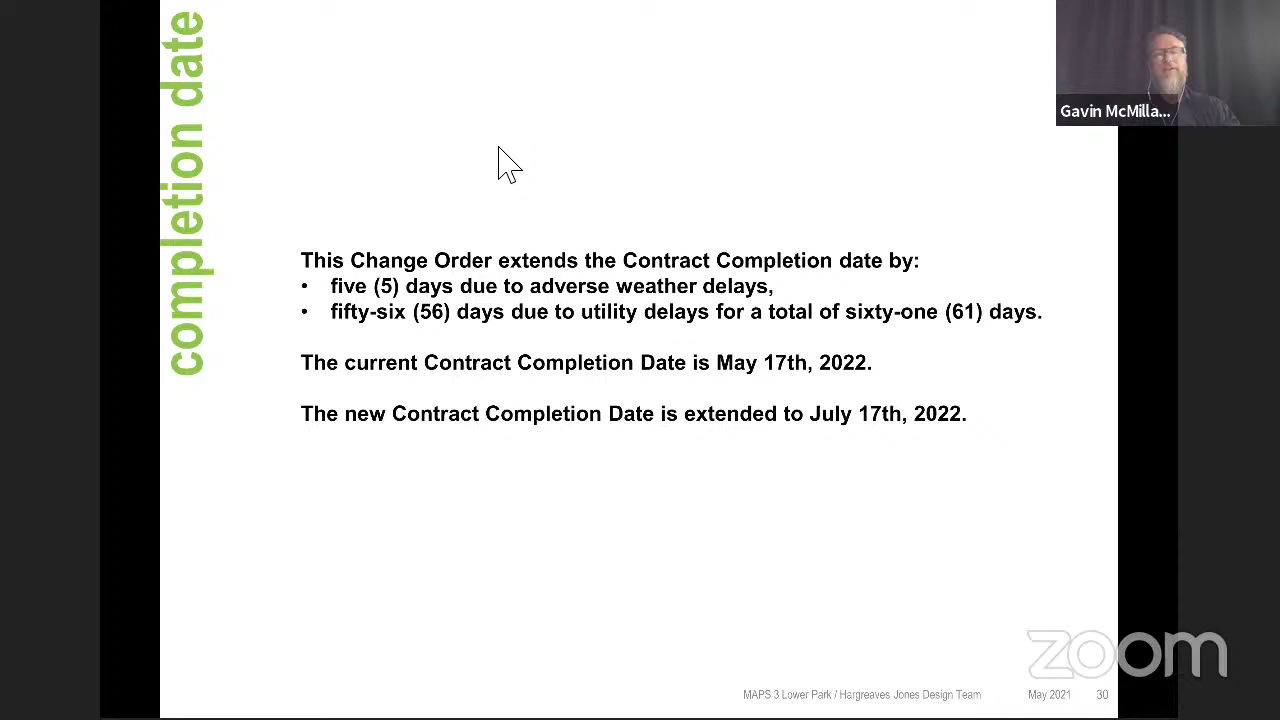 completion date
Gavin McMilla...
This Change Order extends the Contract Completion date by:
• five (5) days due to adverse weather delays,
• fifty-six (56) days due to utility delays for a total of sixty-one (61) days.
The current Contract Completion Date is May 17th, 2022.
The new Contract Completion Date is extended to July 17th, 2022.
zoom
MAPS 3 Lower Park / Hargreaves Jones Design Team May 2021 30